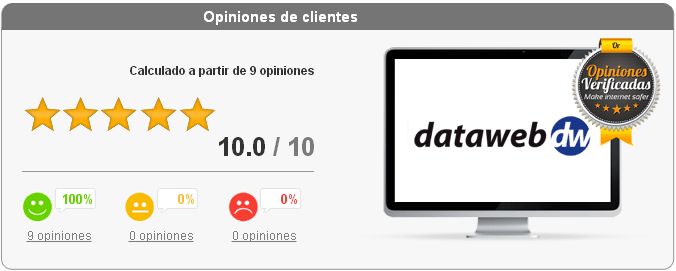 Opiniones de clientes
Calculado a partir de 9 opiniones
10.0 / 10
100%
0%
0%
9 opiniones
0 opiniones
0 opiniones
dataweb dw
Or
Opiniones
Verificadas
Make internet safer